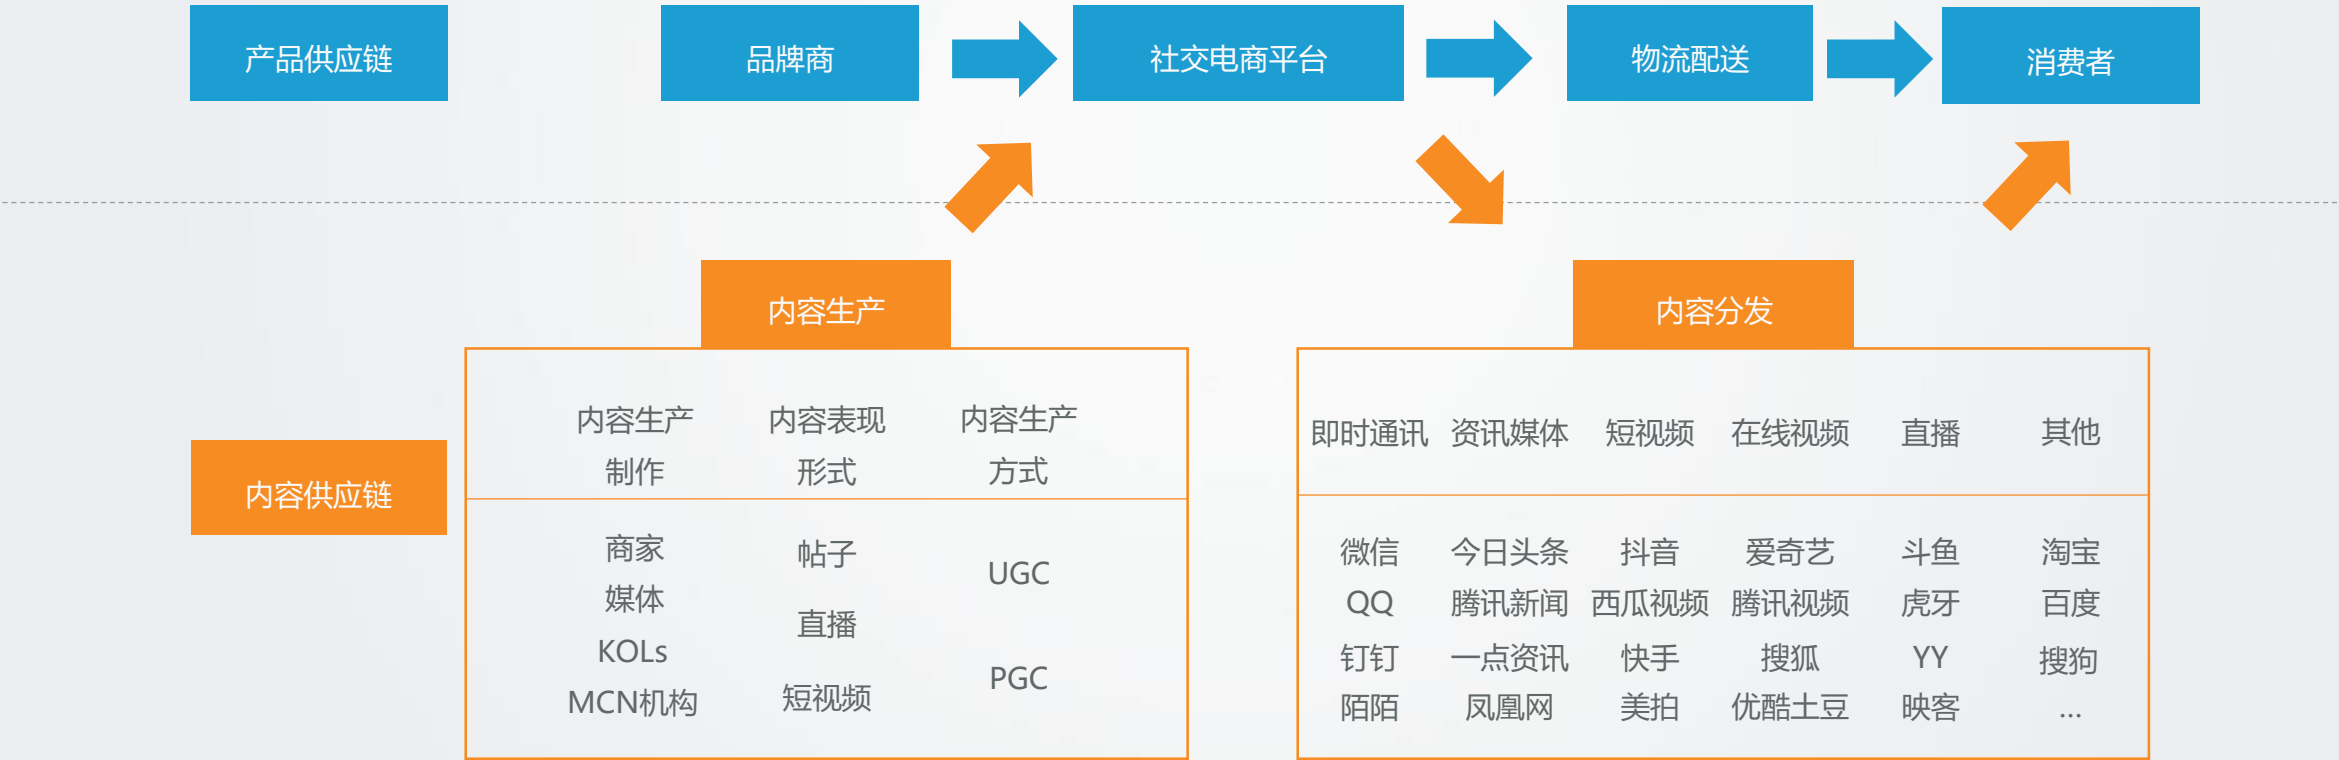 产品供应链
品牌商
社交电商平台
物流配送
消费者
内容供应链
内容生产
内容生产
制作
内容表现
形式
内容生产
方式
商家
媒体
KOLs
MCN机构
帖子
直播
短视频
UGC
PGC
内容分发
即时通讯 资讯媒体 短视频 在线视频 直播 其他
微信 今日头条 抖音 爱奇艺 斗鱼 淘宝
QQ 腾讯新闻 西瓜视频 腾讯视频 虎牙 百度
钉钉 一点资讯 快手 搜狐 YY 搜狗
陌陌 凤凰网 美拍 优酷土豆 映客 ...